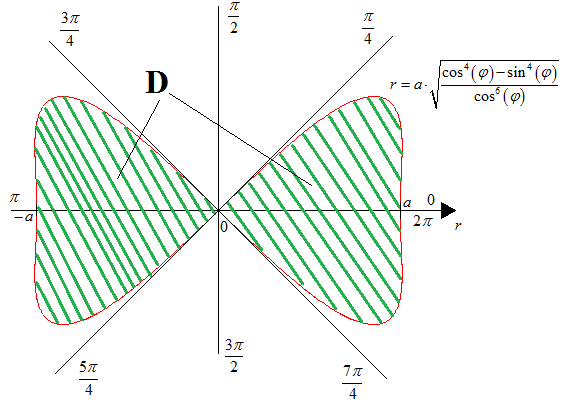 3π/4
π/2
π/4
D
r = a·√((cos⁴(φ)−sin⁴(φ))/cos⁶(φ))
π
−a
0
a
0
2π
r
5π/4
3π/2
7π/4